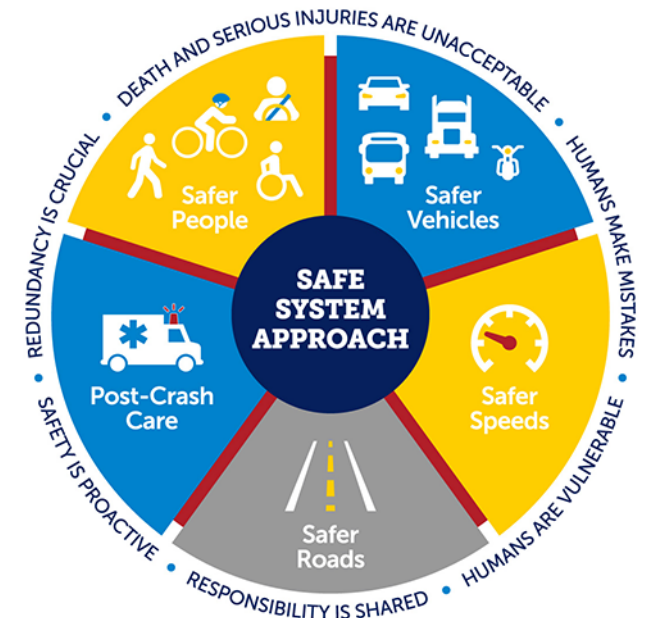 DEATH AND SERIOUS INJURIES ARE UNACCEPTABLE
HUMANS MAKE MISTAKES
HUMANS ARE VULNERABLE
RESPONSIBILITY IS SHARED
SAFETY IS PROACTIVE
REDUNDANCY IS CRUCIAL
Safer
People
Safer
Vehicles
SAFE
SYSTEM
APPROACH
Post-Crash
Care
Safer
Speeds
Safer
Roads